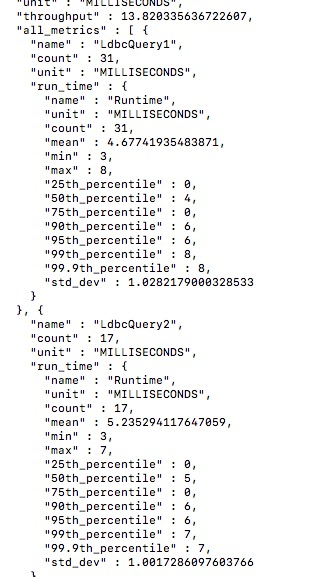 "unit" : "MILLISECONDS",
"throughput" : 13.820335636722607,
"all_metrics" : [ {
"name" : "LdbcQuery1",
"count" : 31,
"unit" : "MILLISECONDS",
"run_time" : {
"name" : "Runtime",
"unit" : "MILLISECONDS",
"count" : 31,
"mean" : 4.67741935483871,
"min" : 3,
"max" : 8,
"25th_percentile" : 0,
"50th_percentile" : 4,
"75th_percentile" : 0,
"90th_percentile" : 6,
"95th_percentile" : 6,
"99th_percentile" : 8,
"99.9th_percentile" : 8,
"std_dev" : 1.0282179000328533
}
}, {
"name" : "LdbcQuery2",
"count" : 17,
"unit" : "MILLISECONDS",
"run_time" : {
"name" : "Runtime",
"unit" : "MILLISECONDS",
"count" : 17,
"mean" : 5.235294117647059,
"min" : 3,
"max" : 7,
"25th_percentile" : 0,
"50th_percentile" : 5,
"75th_percentile" : 0,
"90th_percentile" : 6,
"95th_percentile" : 6,
"99th_percentile" : 7,
"99.9th_percentile" : 7,
"std_dev" : 1.0017286097603766
}